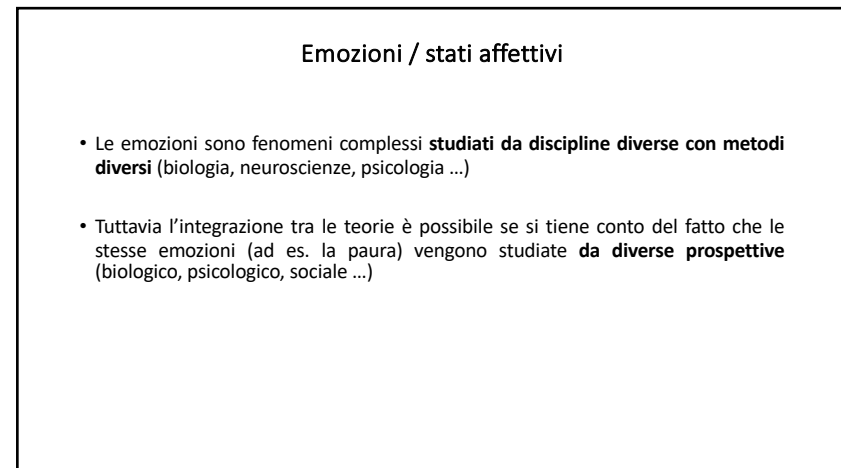 Emozioni / stati affettivi
• Le emozioni sono fenomeni complessi studiati da discipline diverse con metodi
diversi (biologia, neuroscienze, psicologia …)
• Tuttavia l’integrazione tra le teorie è possibile se si tiene conto del fatto che le
stesse emozioni (ad es. la paura) vengono studiate da diverse prospettive
(biologico, psicologico, sociale …)